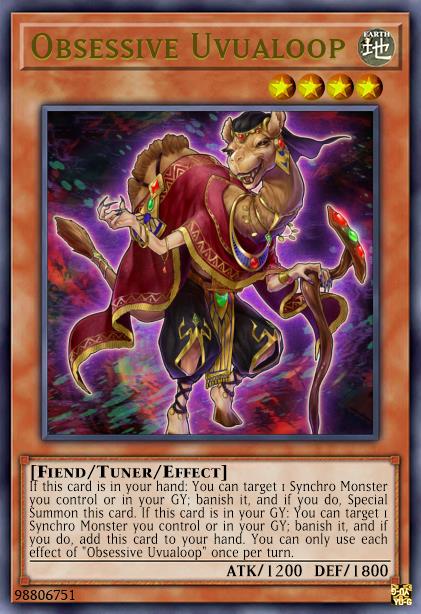 Obsessive Uvualoop
EARTH
地
[Fiend/Tuner/Effect]
If this card is in your hand: You can target 1 Synchro Monster
you control or in your GY; banish it, and if you do, Special
Summon this card. If this card is in your GY: You can target 1
Synchro Monster you control or in your GY; banish it, and if
you do, add this card to your hand. You can only use each
effect of "Obsessive Uvualoop" once per turn.
ATK/1200 DEF/1800
98806751